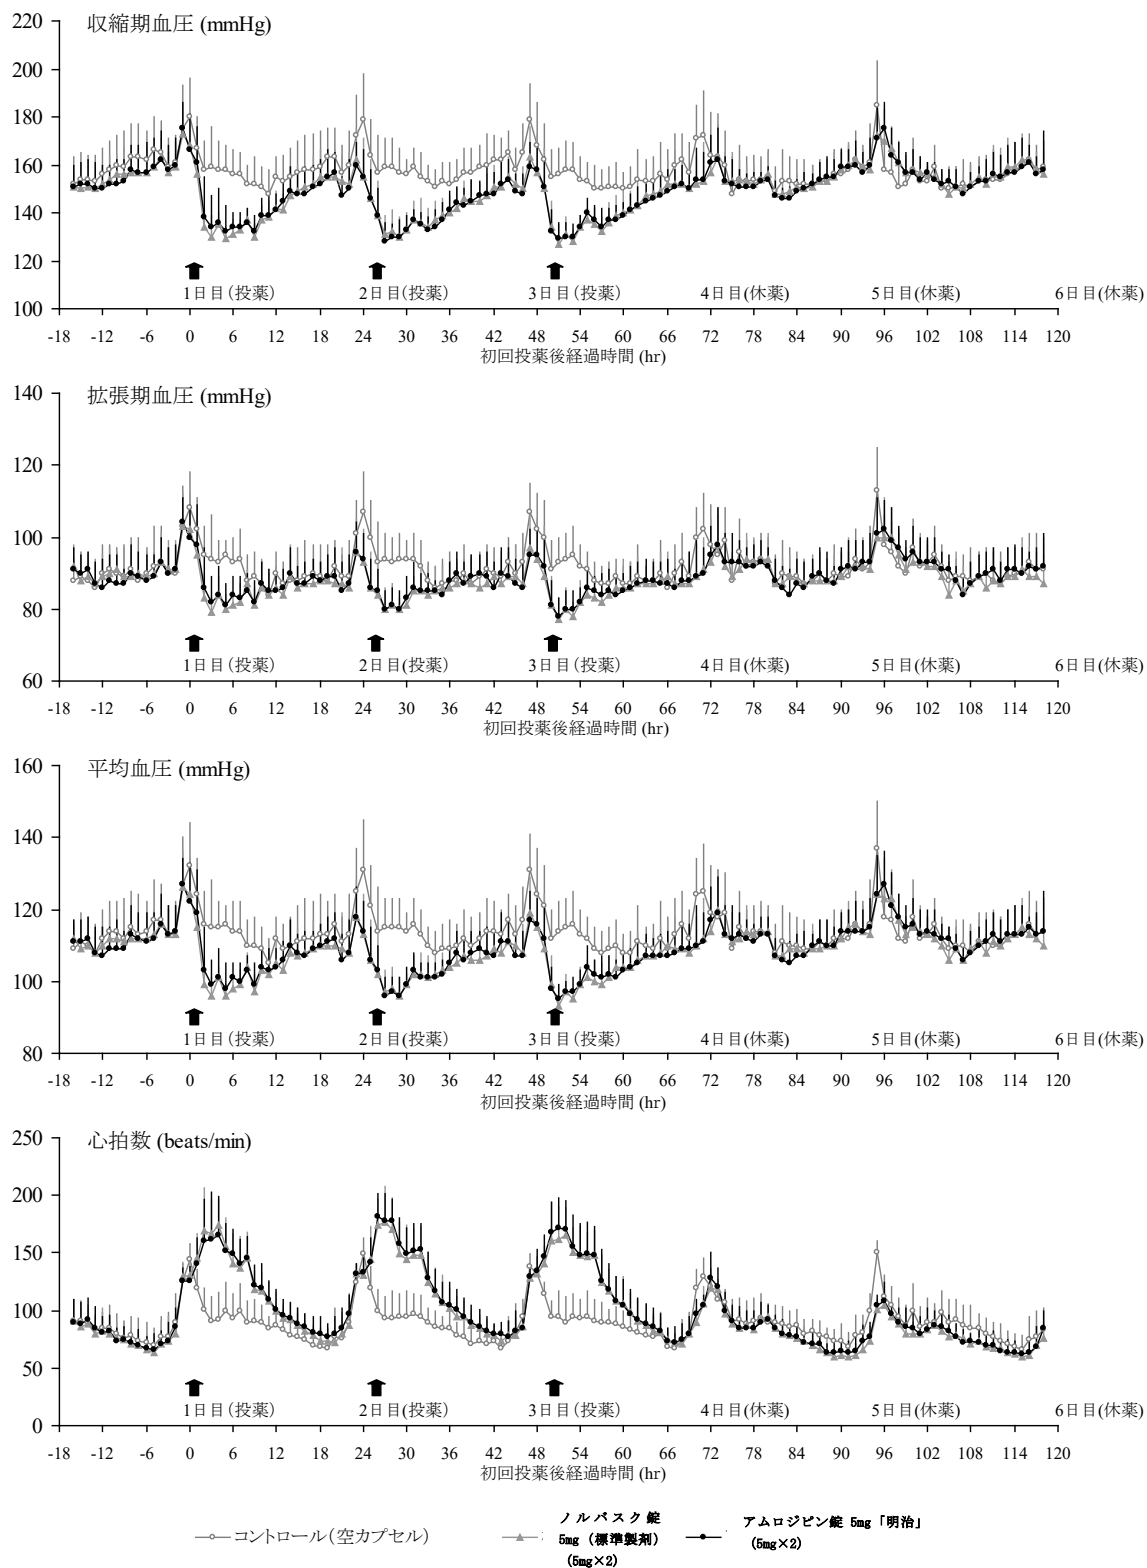 収縮期血圧 (mmHg)
220
200
180
160
140
120
100
1日目(投薬)
2日目(投薬)
3日目(投薬)
4日目(休薬)
5日目(休薬)
6日目(休薬)
-18 -12 -6 0 6 12 18 24 30 36 42 48 54 60 66 72 78 84 90 96 102 108 114 120
初回投薬後経過時間 (hr)
拡張期血圧 (mmHg)
140
120
100
80
60
1日目(投薬)
2日目(投薬)
3日目(投薬)
4日目(休薬)
5日目(休薬)
6日目(休薬)
-18 -12 -6 0 6 12 18 24 30 36 42 48 54 60 66 72 78 84 90 96 102 108 114 120
初回投薬後経過時間 (hr)
平均血圧 (mmHg)
160
140
120
100
80
1日目(投薬)
2日目(投薬)
3日目(投薬)
4日目(休薬)
5日目(休薬)
6日目(休薬)
-18 -12 -6 0 6 12 18 24 30 36 42 48 54 60 66 72 78 84 90 96 102 108 114 120
初回投薬後経過時間 (hr)
心拍数 (beats/min)
250
200
150
100
50
0
1日目(投薬)
2日目(投薬)
3日目(投薬)
4日目(休薬)
5日目(休薬)
6日目(休薬)
-18 -12 -6 0 6 12 18 24 30 36 42 48 54 60 66 72 78 84 90 96 102 108 114 120
初回投薬後経過時間 (hr)
コントロール(空カプセル)
ノルバスク錠
5mg (標準製剤)
(5mg×2)
アムロジピン錠 5mg「明治」
(5mg×2)